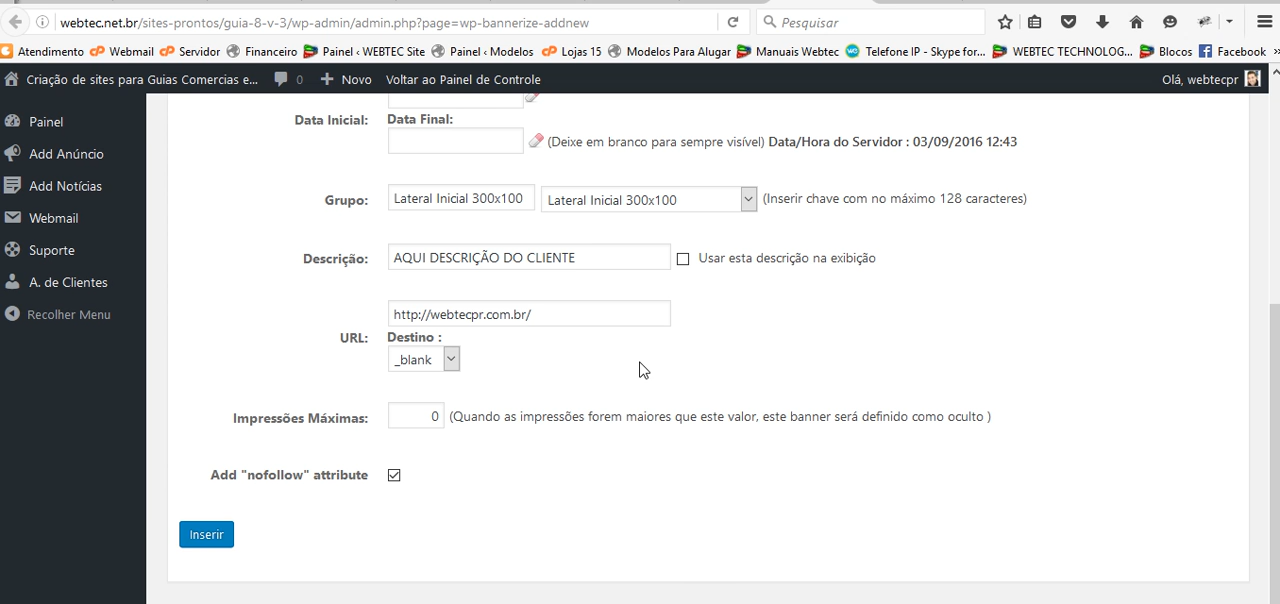 webtec.net.br/sites-prontos/guia-8-v-3/wp-admin/admin.php?page=wp-bannerize-addnew
Pesquisar
Atendimento Webmail Servidor Financeiro Painel ‹ WEBTEC Site Painel ‹ Modelos Lojas 15 Modelos Para Alugar Manuais Webtec Telefone IP - Skype for... WEBTEC TECHNOLOG... Blocos Facebook »
Criação de sites para Guias Comercias e... 0 Novo Voltar ao Painel de Controle Olá, webtecpr
Painel
Add Anúncio
Add Notícias
Webmail
Suporte
A. de Clientes
Recolher Menu
Data Inicial: Data Final:
(Deixe em branco para sempre visível) Data/Hora do Servidor : 03/09/2016 12:43
Grupo: Lateral Inicial 300x100 Lateral Inicial 300x100 (Inserir chave com no máximo 128 caracteres)
Descrição: AQUI DESCRIÇÃO DO CLIENTE Usar esta descrição na exibição
http://webtecpr.com.br/
URL: Destino :
_blank
Impressões Máximas: 0 (Quando as impressões forem maiores que este valor, este banner será definido como oculto )
Add "nofollow" attribute
Inserir